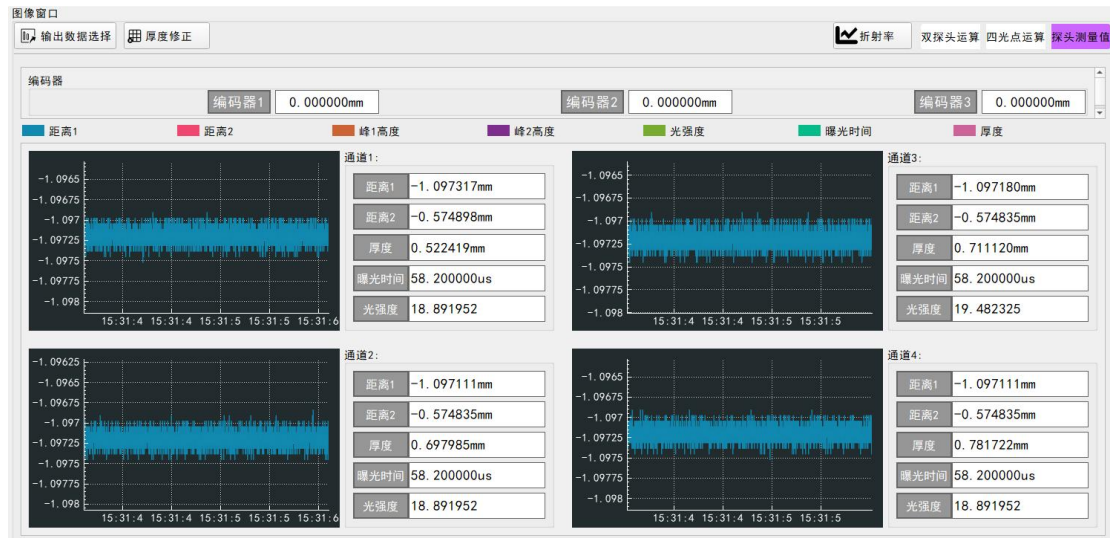 图像窗口
输出数据选择 厚度修正 折射率 双探头运算 四光点运算 探头测量值
编码器
编码器1 0.000000mm 编码器2 0.000000mm 编码器3 0.000000mm
距离1 距离2 峰1高度 峰2高度 光强度 曝光时间 厚度
通道1:
-1.0965
-1.09675
-1.097
-1.09725
-1.0975
-1.09775
-1.098
15:31:4 15:31:4 15:31:5 15:31:5 15:31:6
距离1 -1.097317mm
距离2 -0.574898mm
厚度 0.522419mm
曝光时间 58.200000us
光强度 18.891952
通道3:
-1.0965
-1.09675
-1.097
-1.09725
-1.0975
-1.09775
-1.098
15:31:4 15:31:4 15:31:5 15:31:5
距离1 -1.097180mm
距离2 -0.574835mm
厚度 0.711120mm
曝光时间 58.200000us
光强度 19.482325
通道2:
-1.09625
-1.0965
-1.09675
-1.097
-1.09725
-1.0975
-1.09775
-1.098
15:31:4 15:31:4 15:31:5 15:31:5 15:31:6
距离1 -1.097111mm
距离2 -0.574835mm
厚度 0.697985mm
曝光时间 58.200000us
光强度 18.891952
通道4:
-1.0965
-1.09675
-1.097
-1.09725
-1.0975
-1.09775
-1.098
15:31:4 15:31:4 15:31:5 15:31:5
距离1 -1.097111mm
距离2 -0.574835mm
厚度 0.781722mm
曝光时间 58.200000us
光强度 18.891952